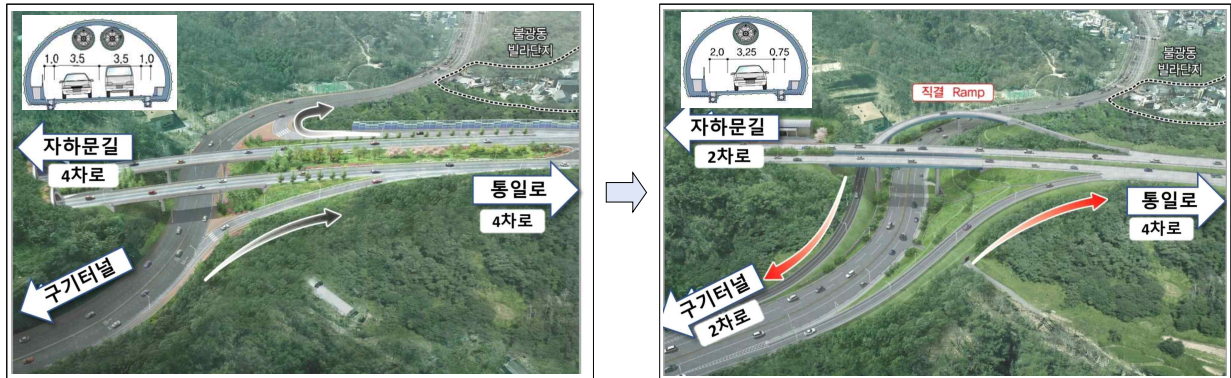 1,0 3,5 3,5 1,0
불광동
빌라단지
자하문길
4차로
통일로
4차로
구기터널
2,0 3,25 0,75
불광동
빌라단지
직결 Ramp
자하문길
2차로
통일로
4차로
구기터널
2차로